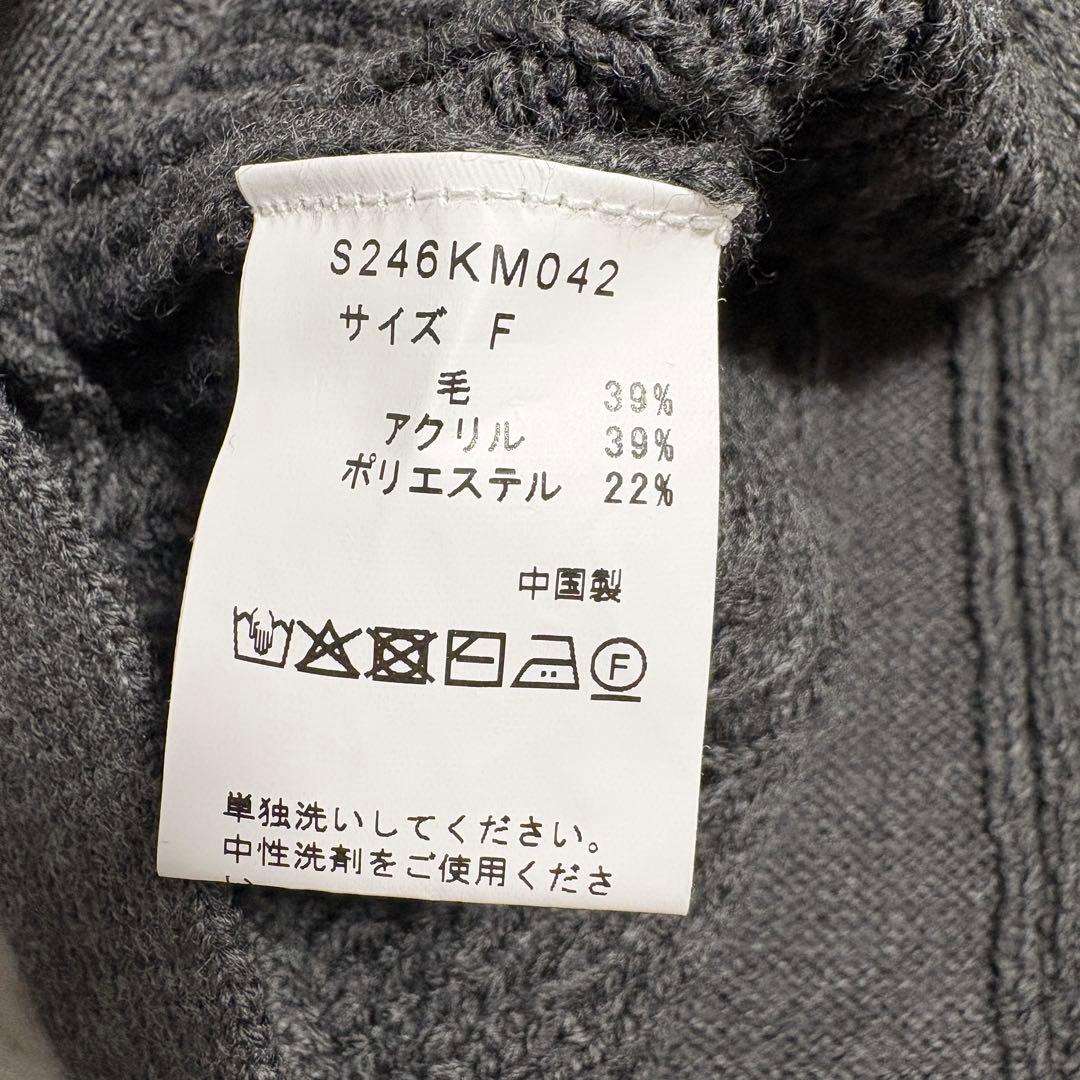 S246KM042
サイズ F
毛 39%
アクリル 39%
ポリエステル 22%
中国製
F
単独洗いしてください。
中性洗剤をご使用くださ